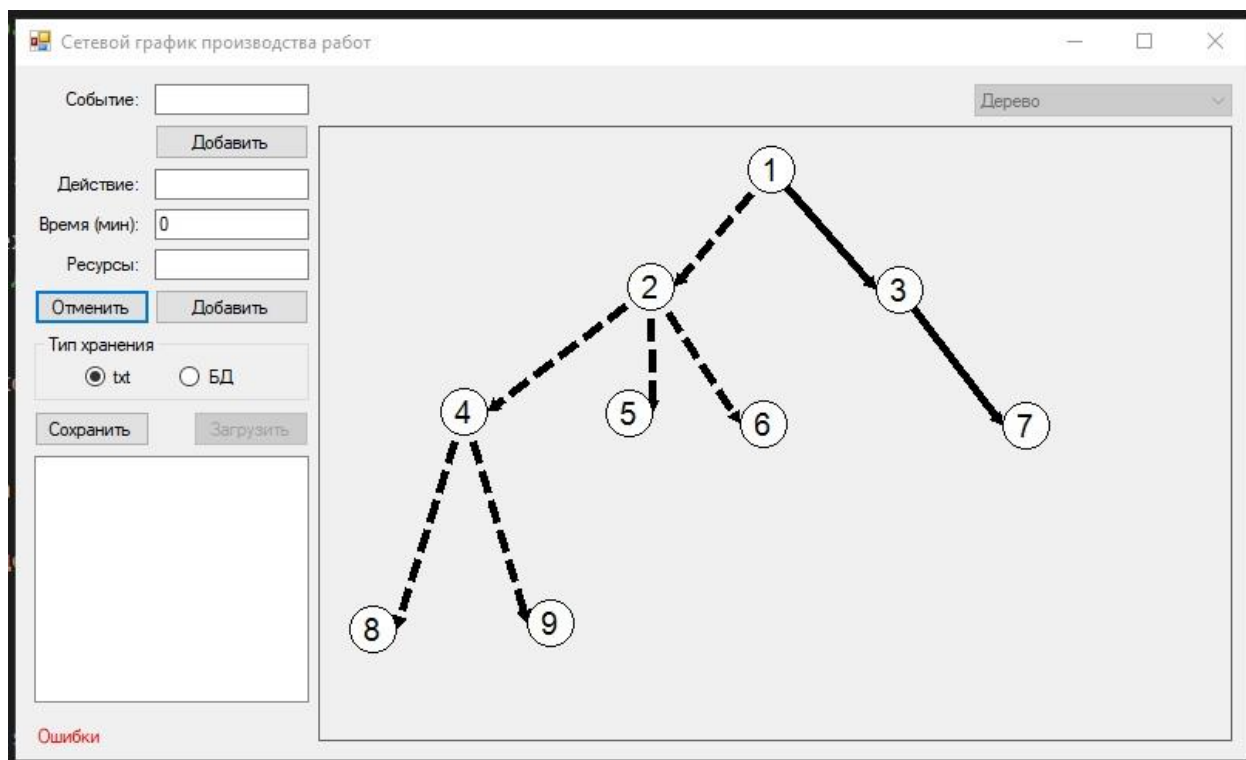 Сетевой график производства работ
Событие:
Дерево
Добавить
Действие:
Время (мин): 0
Ресурсы:
Отменить Добавить
Тип хранения
txt БД
Сохранить Загрузить
Ошибки
1
2 3
4 5 6 7
8 9